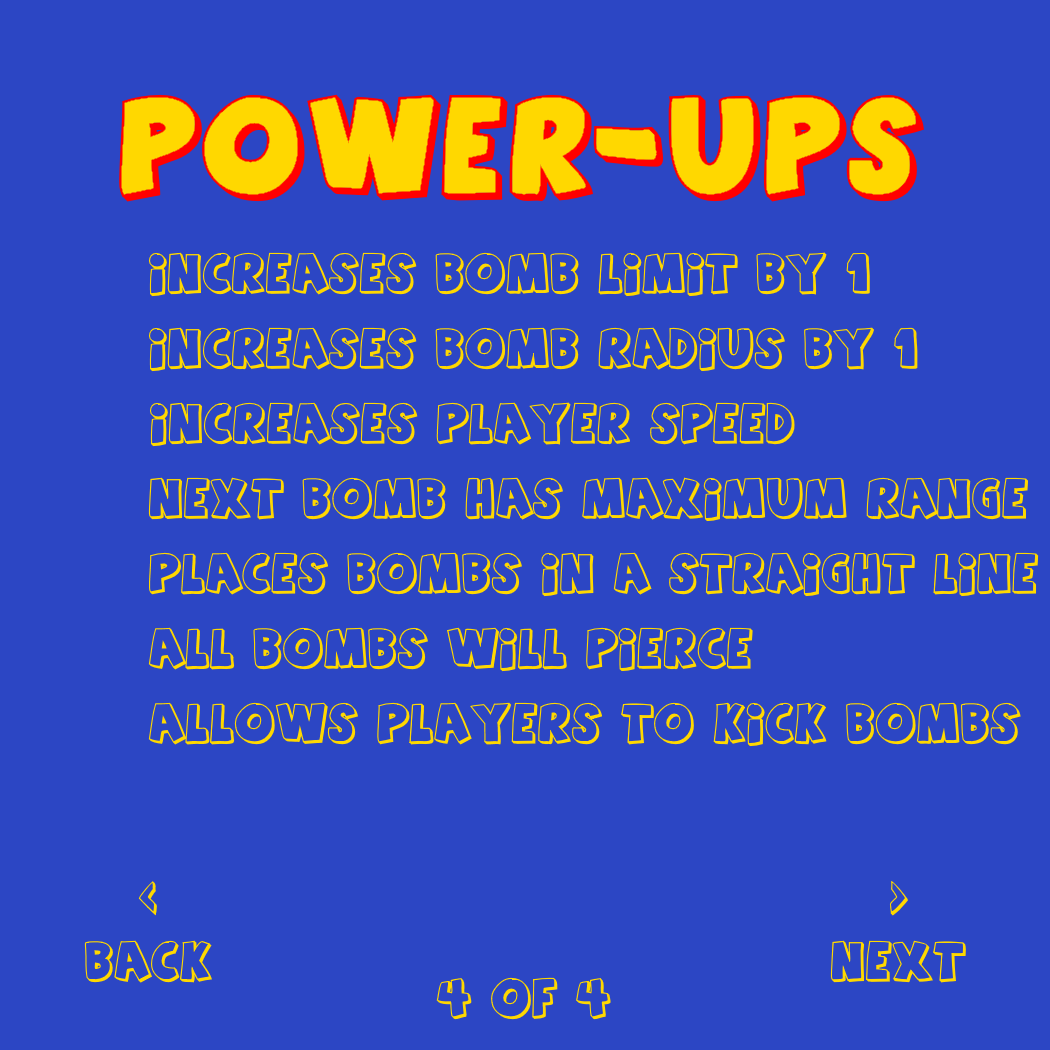 POWER-UPS
INCREASES BOMB LIMIT BY 1
INCREASES BOMB RADIUS BY 1
INCREASES PLAYER SPEED
NEXT BOMB HAS MAXIMUM RANGE
PLACES BOMBS IN A STRAIGHT LINE
ALL BOMBS WILL PIERCE
ALLOWS PLAYERS TO KICK BOMBS
< >
BACK NEXT
4 OF 4